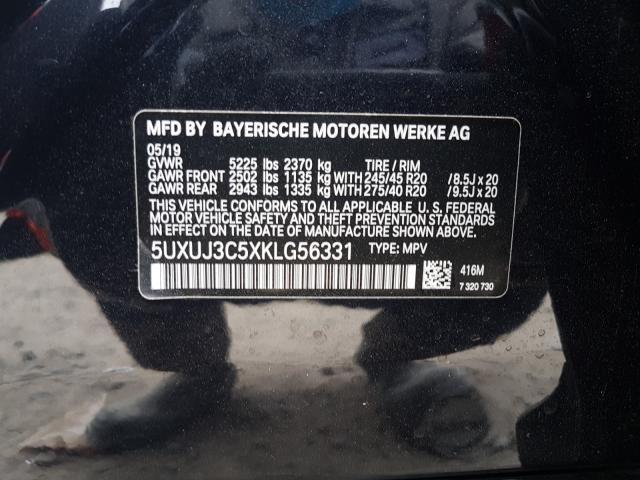 MFD BY BAYERISCHE MOTOREN WERKE AG
05/19
GVWR 5225 lbs 2370 kg TIRE / RIM
GAWR FRONT 2502 lbs 1135 kg WITH 245/45 R20 /8.5J x 20
GAWR REAR 2943 lbs 1335 kg WITH 275/40 R20 /9.5J x 20
THIS VEHICLE CONFORMS TO ALL APPLICABLE U. S. FEDERAL
MOTOR VEHICLE SAFETY AND THEFT PREVENTION STANDARDS
IN EFFECT ON THE DATE OF MANUFACTURE SHOWN ABOVE.
5UXUJ3C5XKLG56331 TYPE: MPV
416M
7 320 730